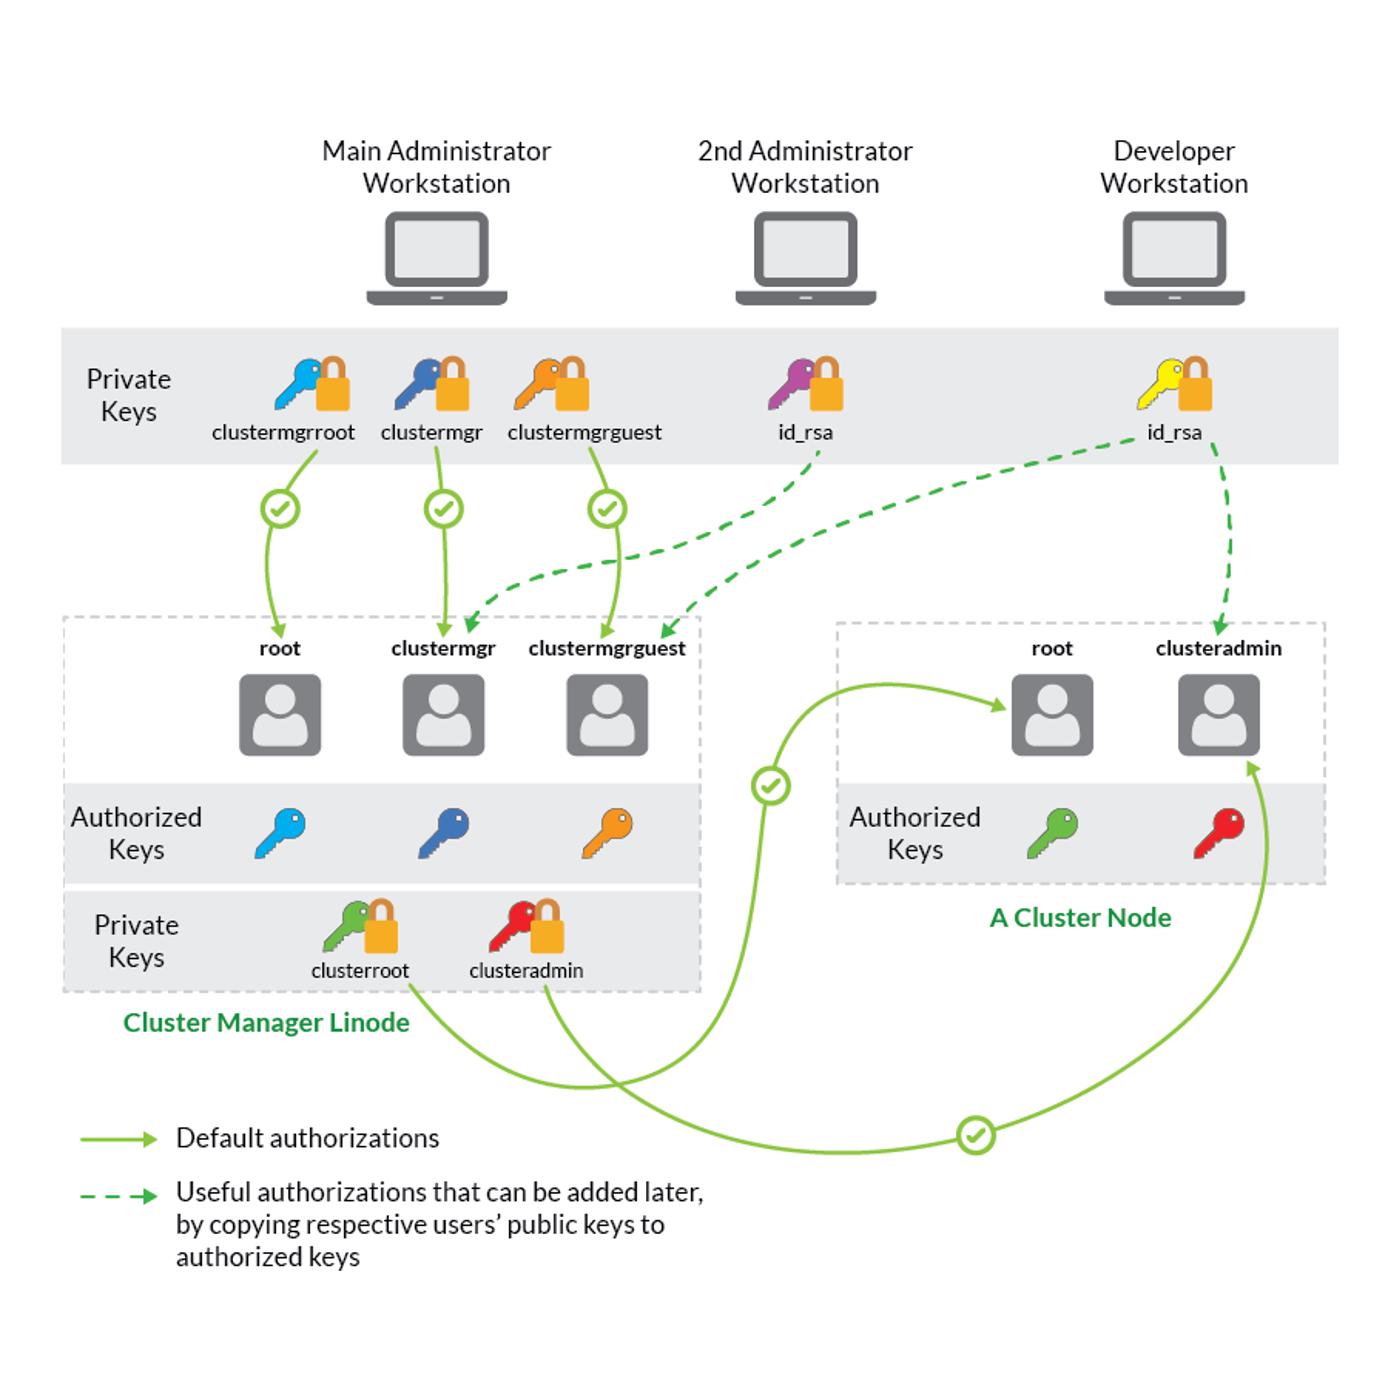 Main Administrator
Workstation
2nd Administrator
Workstation
Developer
Workstation
Private
Keys
clustermgrroot
clustermgr
clustermgrguest
id_rsa
id_rsa
root
clustermgr
clustermgrguest
root
clusteradmin
Authorized
Keys
Authorized
Keys
Private
Keys
clusterroot
clusteradmin
A Cluster Node
Cluster Manager Linode
Default authorizations
Useful authorizations that can be added later,
by copying respective users’ public keys to
authorized keys